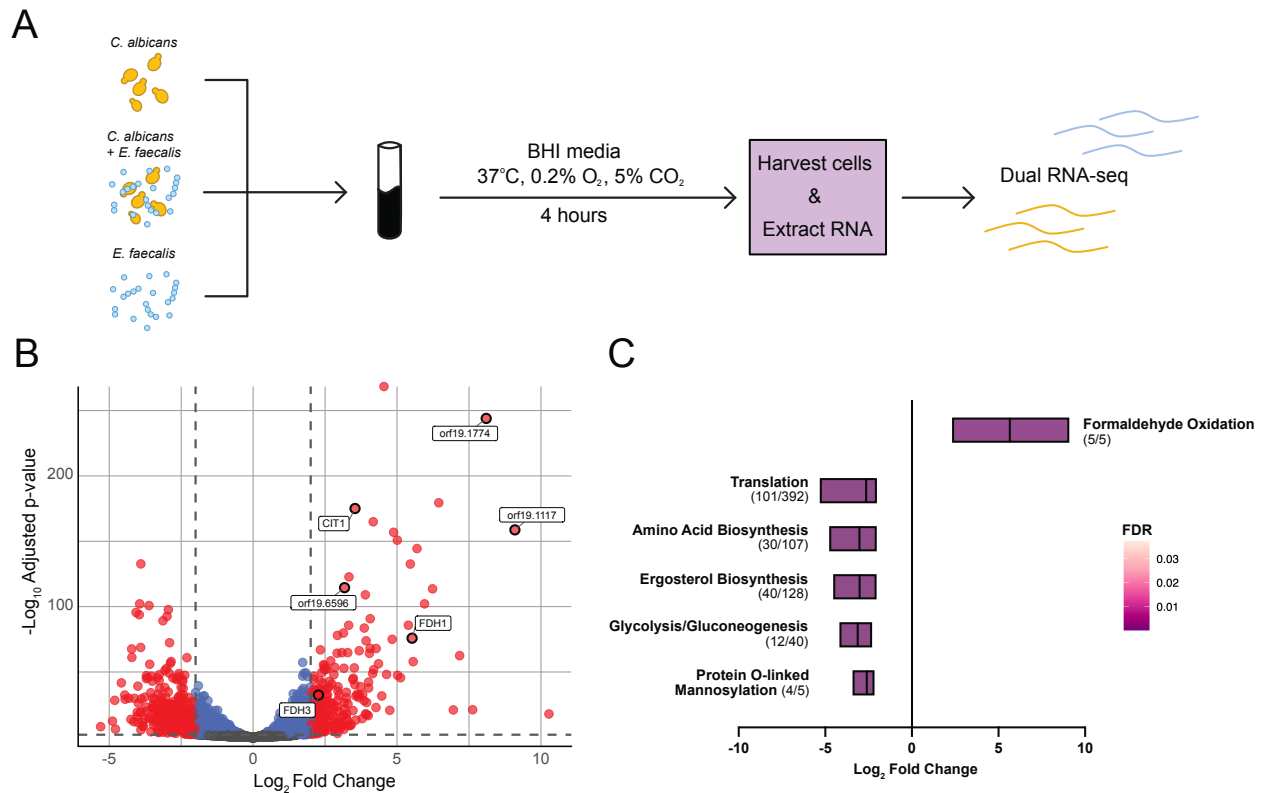 A
C. albicans
C. albicans
+ E. faecalis
E. faecalis
BHI media
37°C, 0.2% O₂, 5% CO₂
4 hours
Harvest cells
&
Extract RNA
Dual RNA-seq
B
-Log₁₀ Adjusted p-value
200
100
orf19.1774
CIT1
orf19.1117
orf19.6596
FDH1
FDH3
-5
0
5
10
Log₂ Fold Change
C
Formaldehyde Oxidation
(5/5)
Translation
(101/392)
Amino Acid Biosynthesis
(30/107)
Ergosterol Biosynthesis
(40/128)
Glycolysis/Gluconeogenesis
(12/40)
Protein O-linked
Mannosylation (4/5)
FDR
0.03
0.02
0.01
-10
-5
0
5
10
Log₂ Fold Change